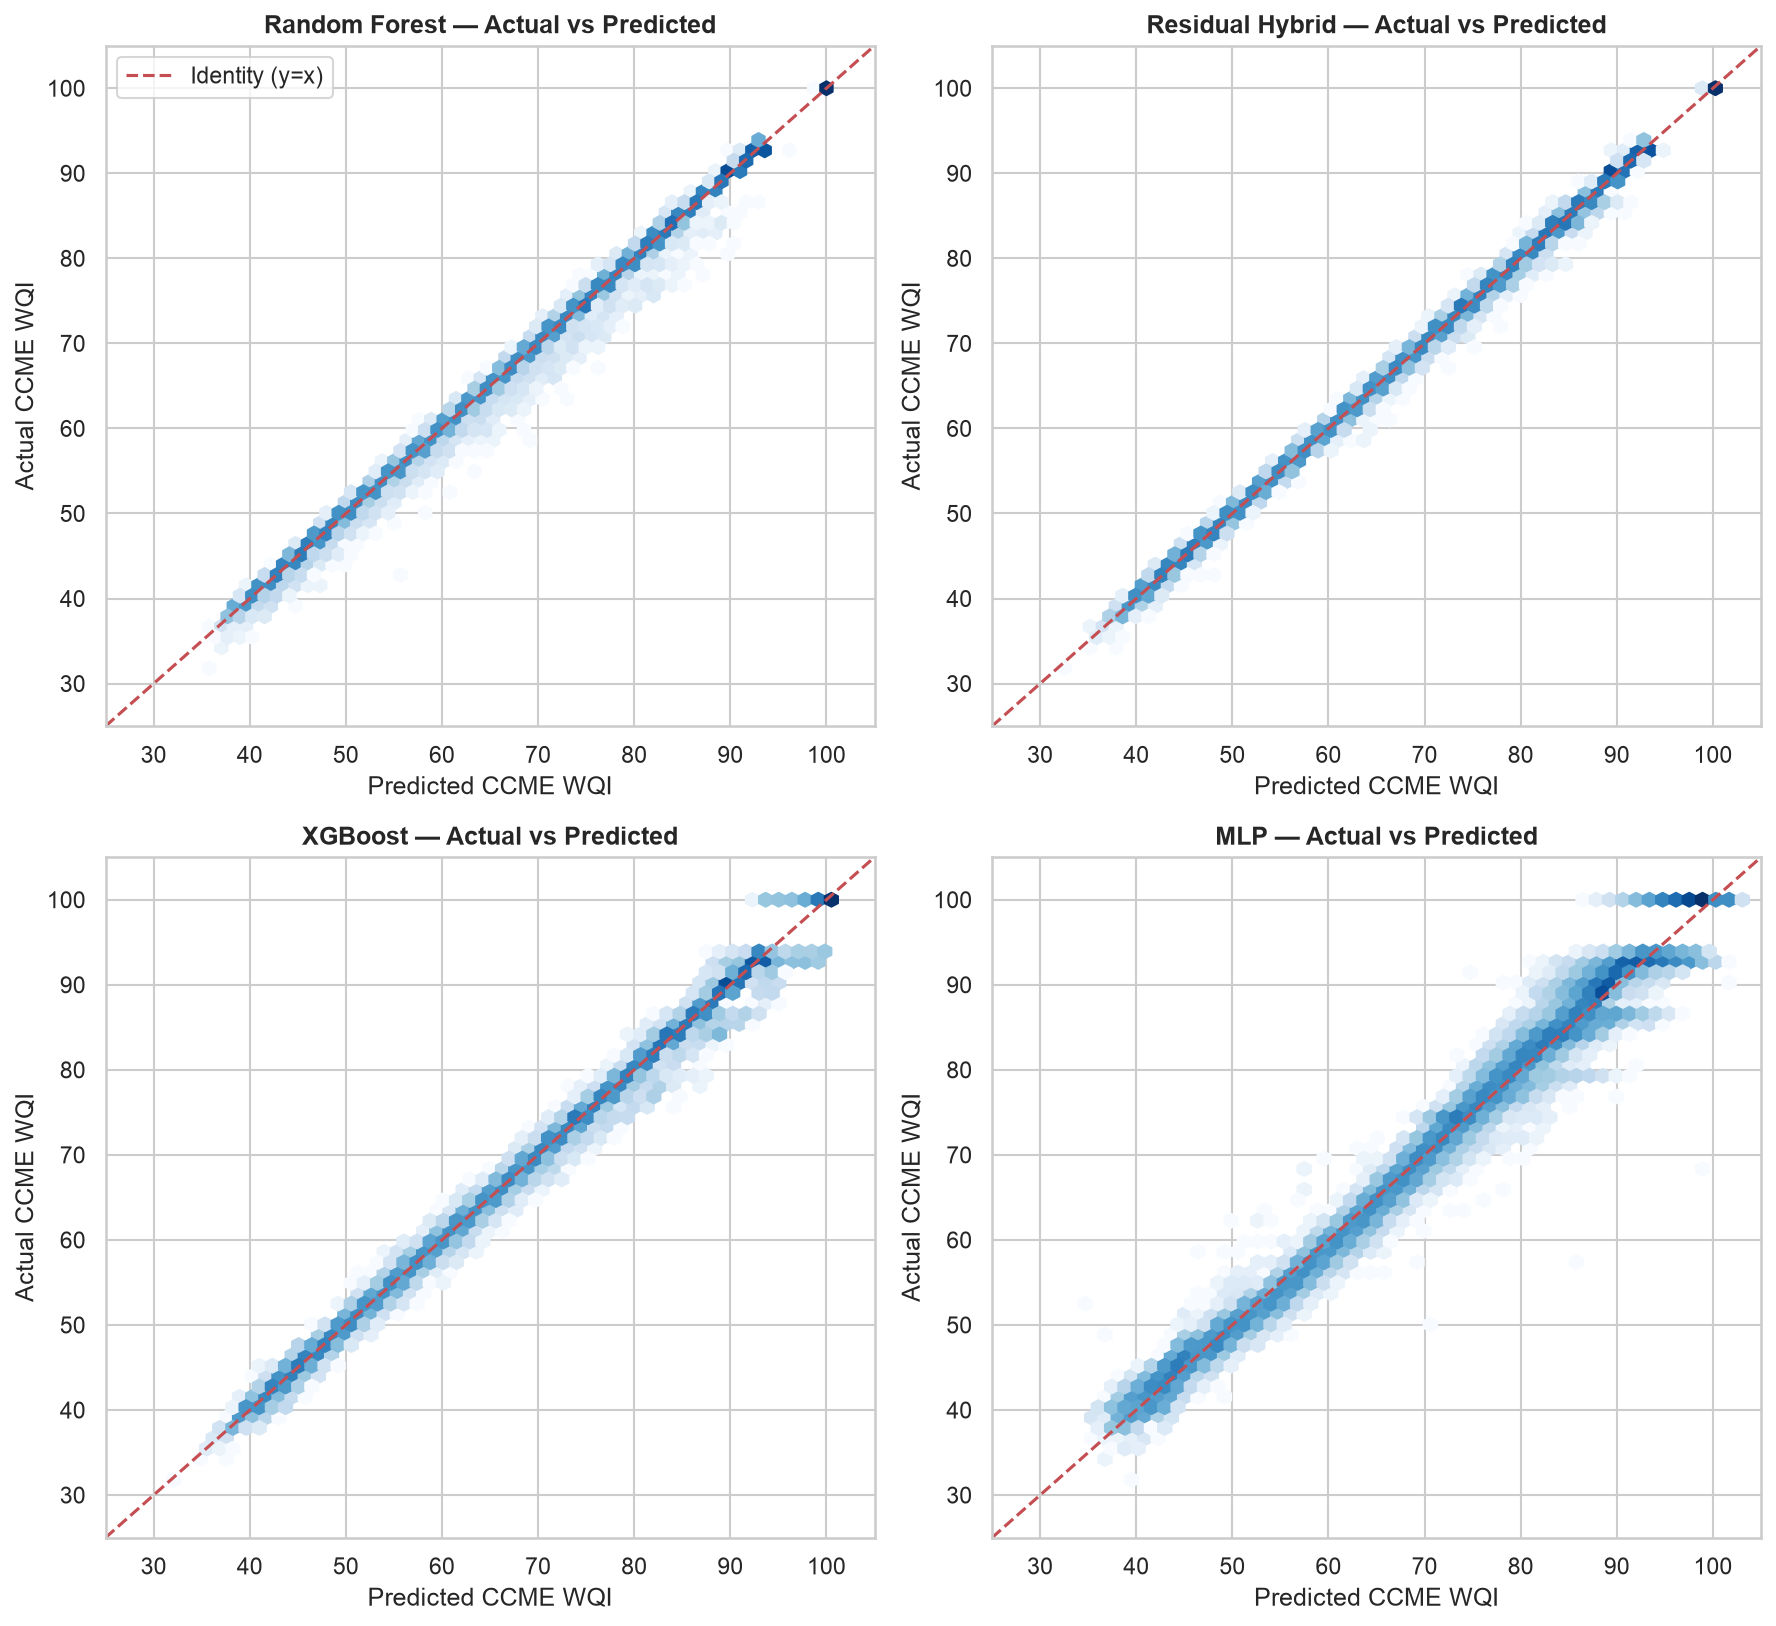 Random Forest — Actual vs Predicted
Identity (y=x)
100
90
80
70
60
50
40
30
Actual CCME WQI
30 40 50 60 70 80 90 100
Predicted CCME WQI
Residual Hybrid — Actual vs Predicted
100
90
80
70
60
50
40
30
Actual CCME WQI
30 40 50 60 70 80 90 100
Predicted CCME WQI
XGBoost — Actual vs Predicted
100
90
80
70
60
50
40
30
Actual CCME WQI
30 40 50 60 70 80 90 100
Predicted CCME WQI
MLP — Actual vs Predicted
100
90
80
70
60
50
40
30
Actual CCME WQI
30 40 50 60 70 80 90 100
Predicted CCME WQI